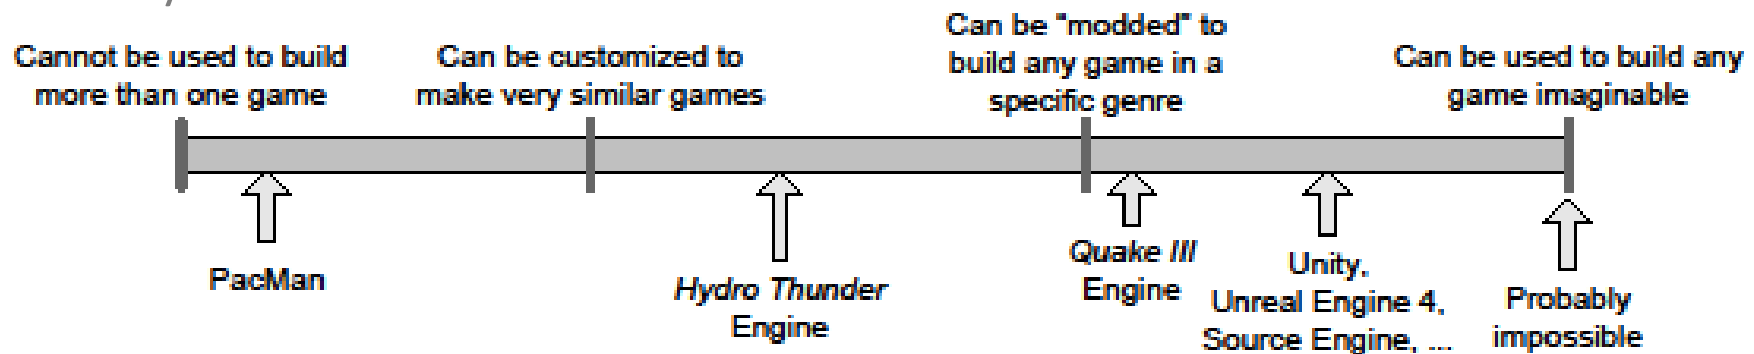 Cannot be used to build
more than one game
Can be customized to
make very similar games
Can be "modded" to
build any game in a
specific genre
Can be used to build any
game imaginable
PacMan
Hydro Thunder
Engine
Quake III
Engine
Unity,
Unreal Engine 4,
Source Engine, ...
Probably
impossible